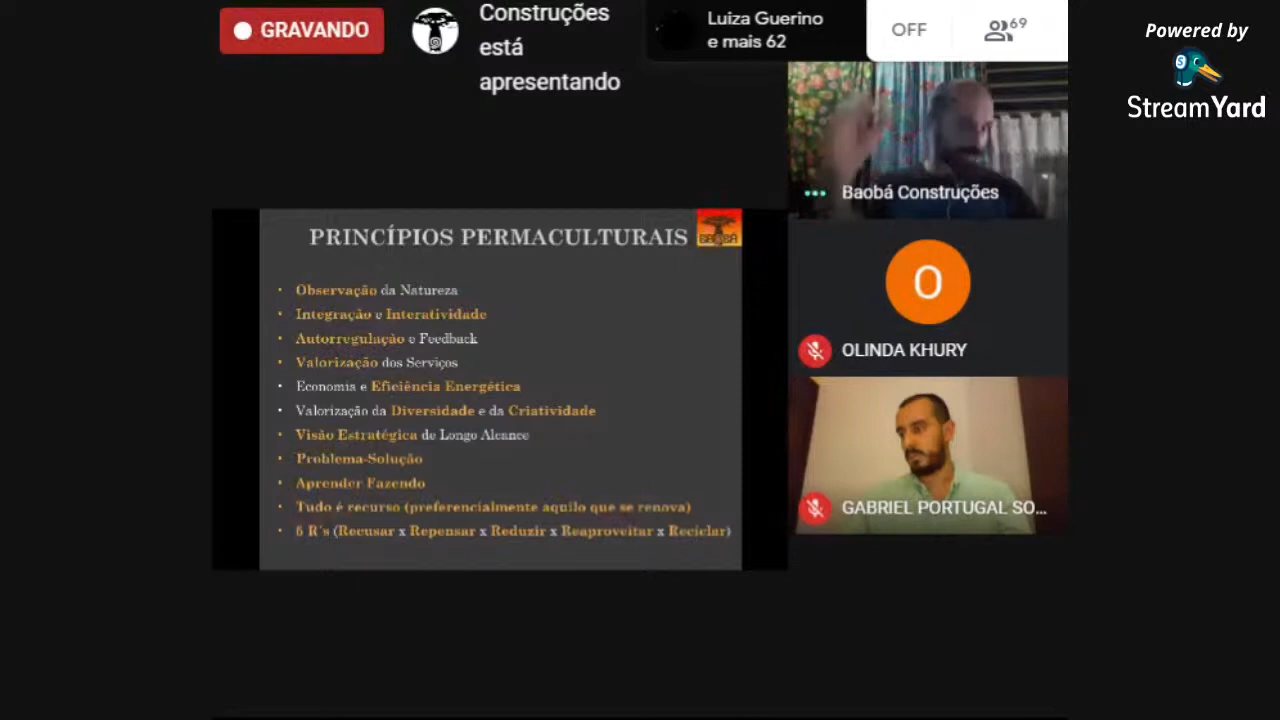 GRAVANDO
Construções
está
apresentando
Luiza Guerino
e mais 62
OFF
69
Powered by
StreamYard
PRINCÍPIOS PERMACULTURAIS
BAOBÁ
• Observação da Natureza
• Integração e Interatividade
• Autorregulação e Feedback
• Valorização dos Serviços
• Economia e Eficiência Energética
• Valorização da Diversidade e da Criatividade
• Visão Estratégica de Longo Alcance
• Problema-Solução
• Aprender Fazendo
• Tudo é recurso (preferencialmente aquilo que se renova)
• 5 R's (Recusar x Repensar x Reduzir x Reaproveitar x Reciclar)
Baobá Construções
O
OLINDA KHURY
GABRIEL PORTUGAL SO...